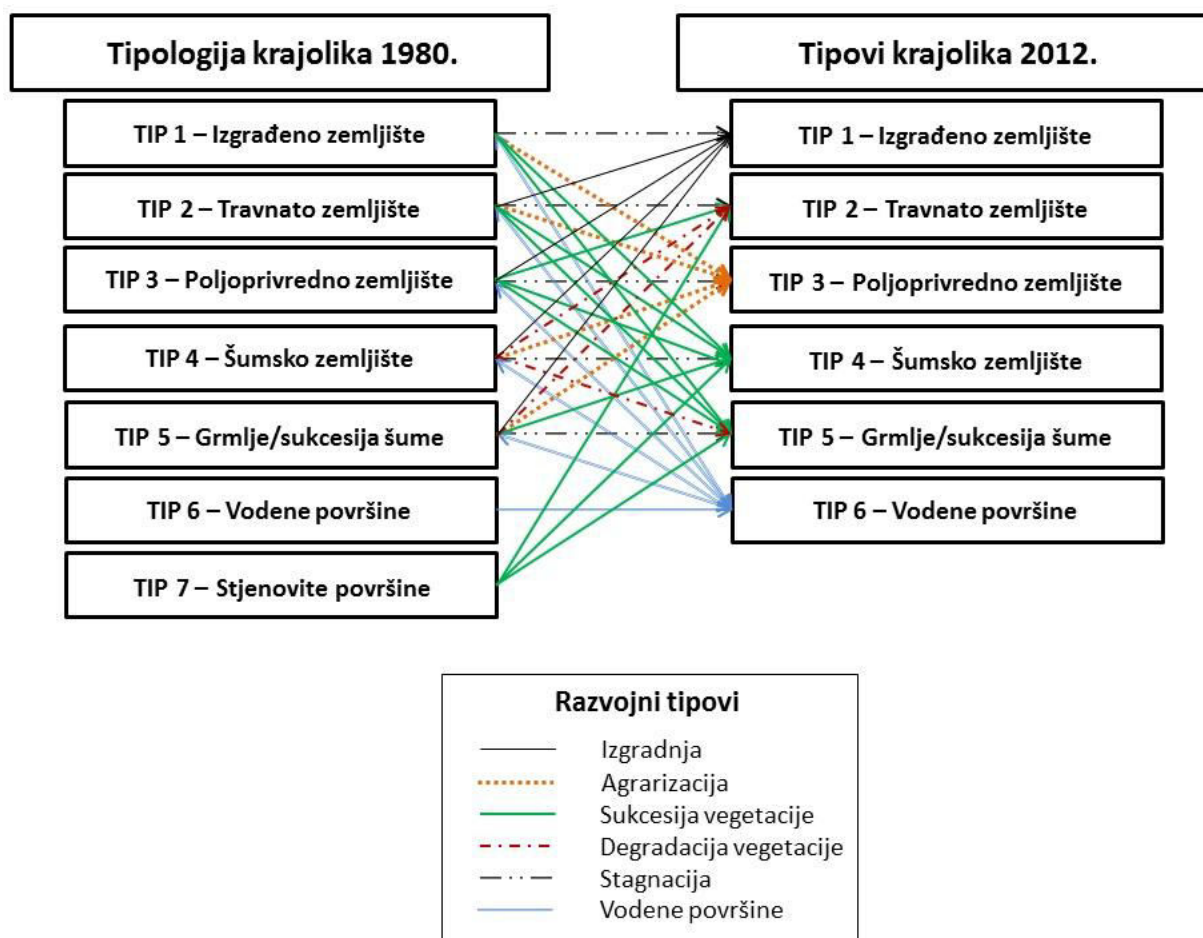 Tipologija krajolika 1980.
TIP 1 – Izgrađeno zemljište
TIP 2 – Travnato zemljište
TIP 3 – Poljoprivredno zemljište
TIP 4 – Šumsko zemljište
TIP 5 – Grmlje/sukcesija šume
TIP 6 – Vodene površine
TIP 7 – Stjenovite površine
Tipovi krajolika 2012.
TIP 1 – Izgrađeno zemljište
TIP 2 – Travnato zemljište
TIP 3 – Poljoprivredno zemljište
TIP 4 – Šumsko zemljište
TIP 5 – Grmlje/sukcesija šume
TIP 6 – Vodene površine
Razvojni tipovi
Izgradnja
Agrarizacija
Sukcesija vegetacije
Degradacija vegetacije
Stagnacija
Vodene površine